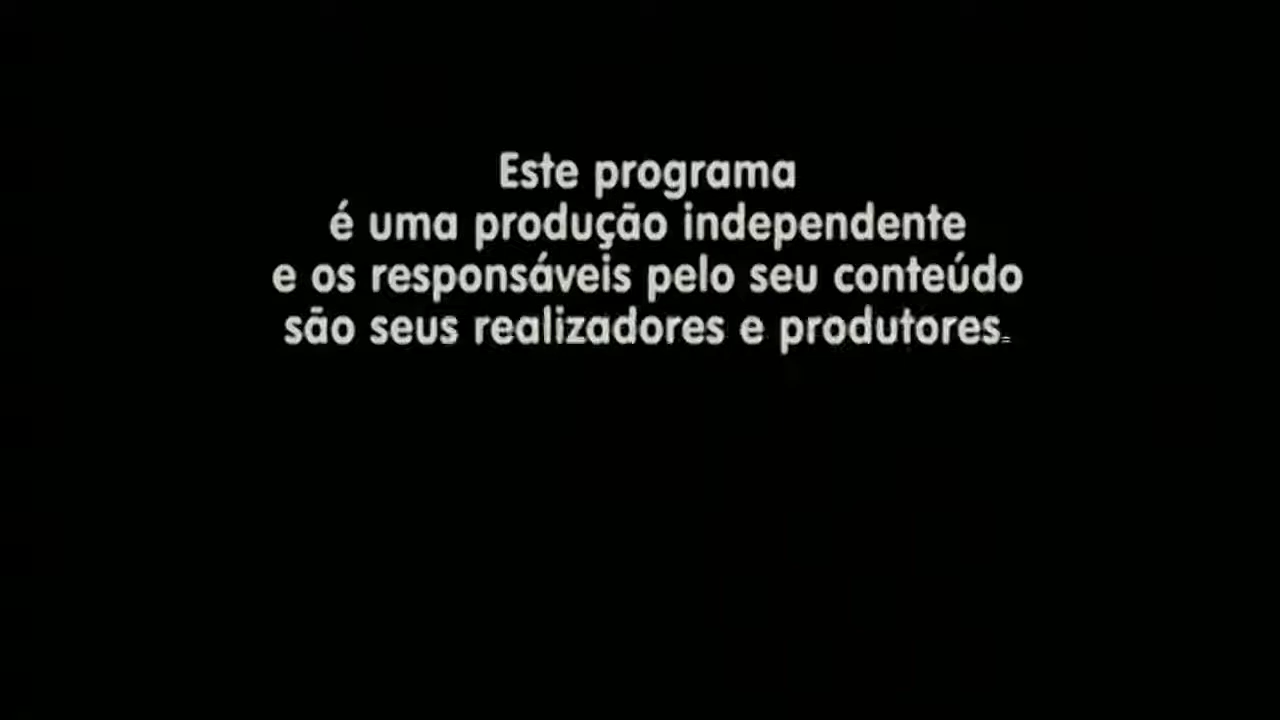 Este programa
é uma produção independente
e os responsáveis pelo seu conteúdo
são seus realizadores e produtores.